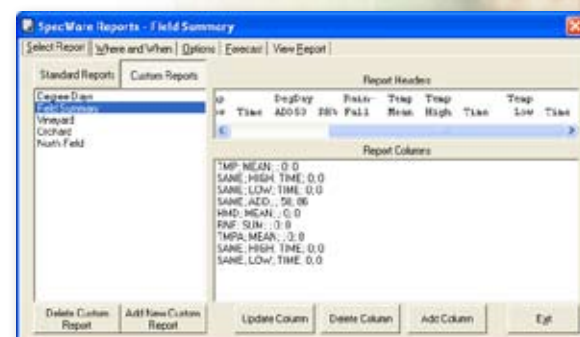 SpecWare Reports - Field Summary
Select Report Where and When Options Forecast View Report
Standard Reports Custom Reports
Degree Days
Field Summary
Vineyard
Orchard
North Field
Report Headers
DegDay Rain- Temp Temp Temp
Time RH% Fall Mean High Time Low Time
Report Columns
TMP; MEAN; ; 0; 0
SAME; HIGH; TIME; 0; 0
SAME; LOW; TIME; 0; 0
SAME; ADD; ; 50; 86
HMD; MEAN; ; 0; 0
RNF; SUM; ; 0; 0
TMPA; MEAN; ; 0; 0
SAME; HIGH; TIME; 0; 0
SAME; LOW; TIME; 0; 0
Delete Custom Report
Add New Custom Report
Update Column Delete Column Add Column Exit